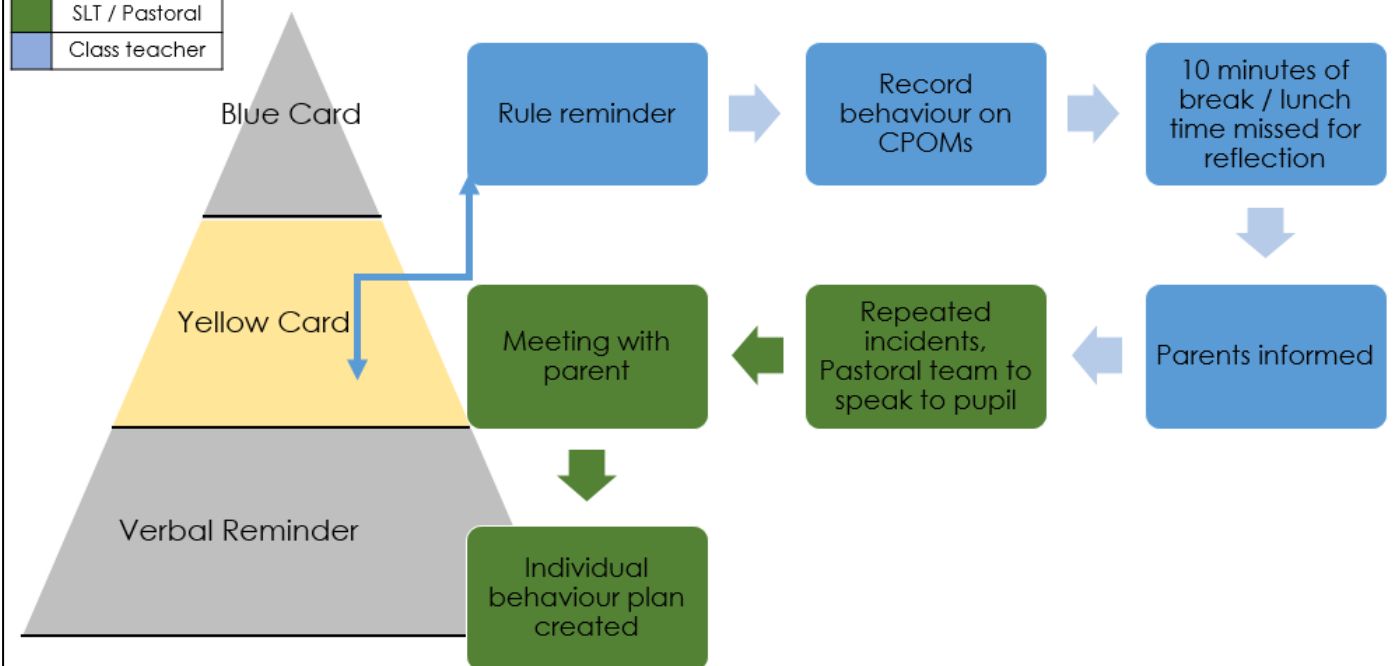 SLT / Pastoral
Class teacher
Blue Card
Yellow Card
Verbal Reminder
Rule reminder
Record
behaviour on
CPOMs
10 minutes of
break / lunch
time missed for
reflection
Parents informed
Repeated
incidents,
Pastoral team to
speak to pupil
Meeting with
parent
Individual
behaviour plan
created